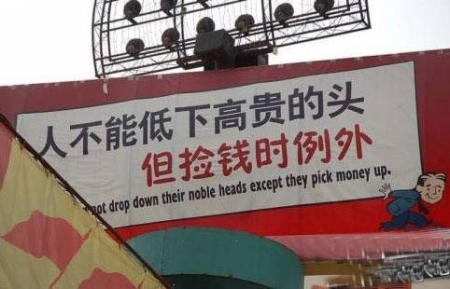 人不能低下高贵的头
但捡钱时例外
not drop down their noble heads except they pick money up.